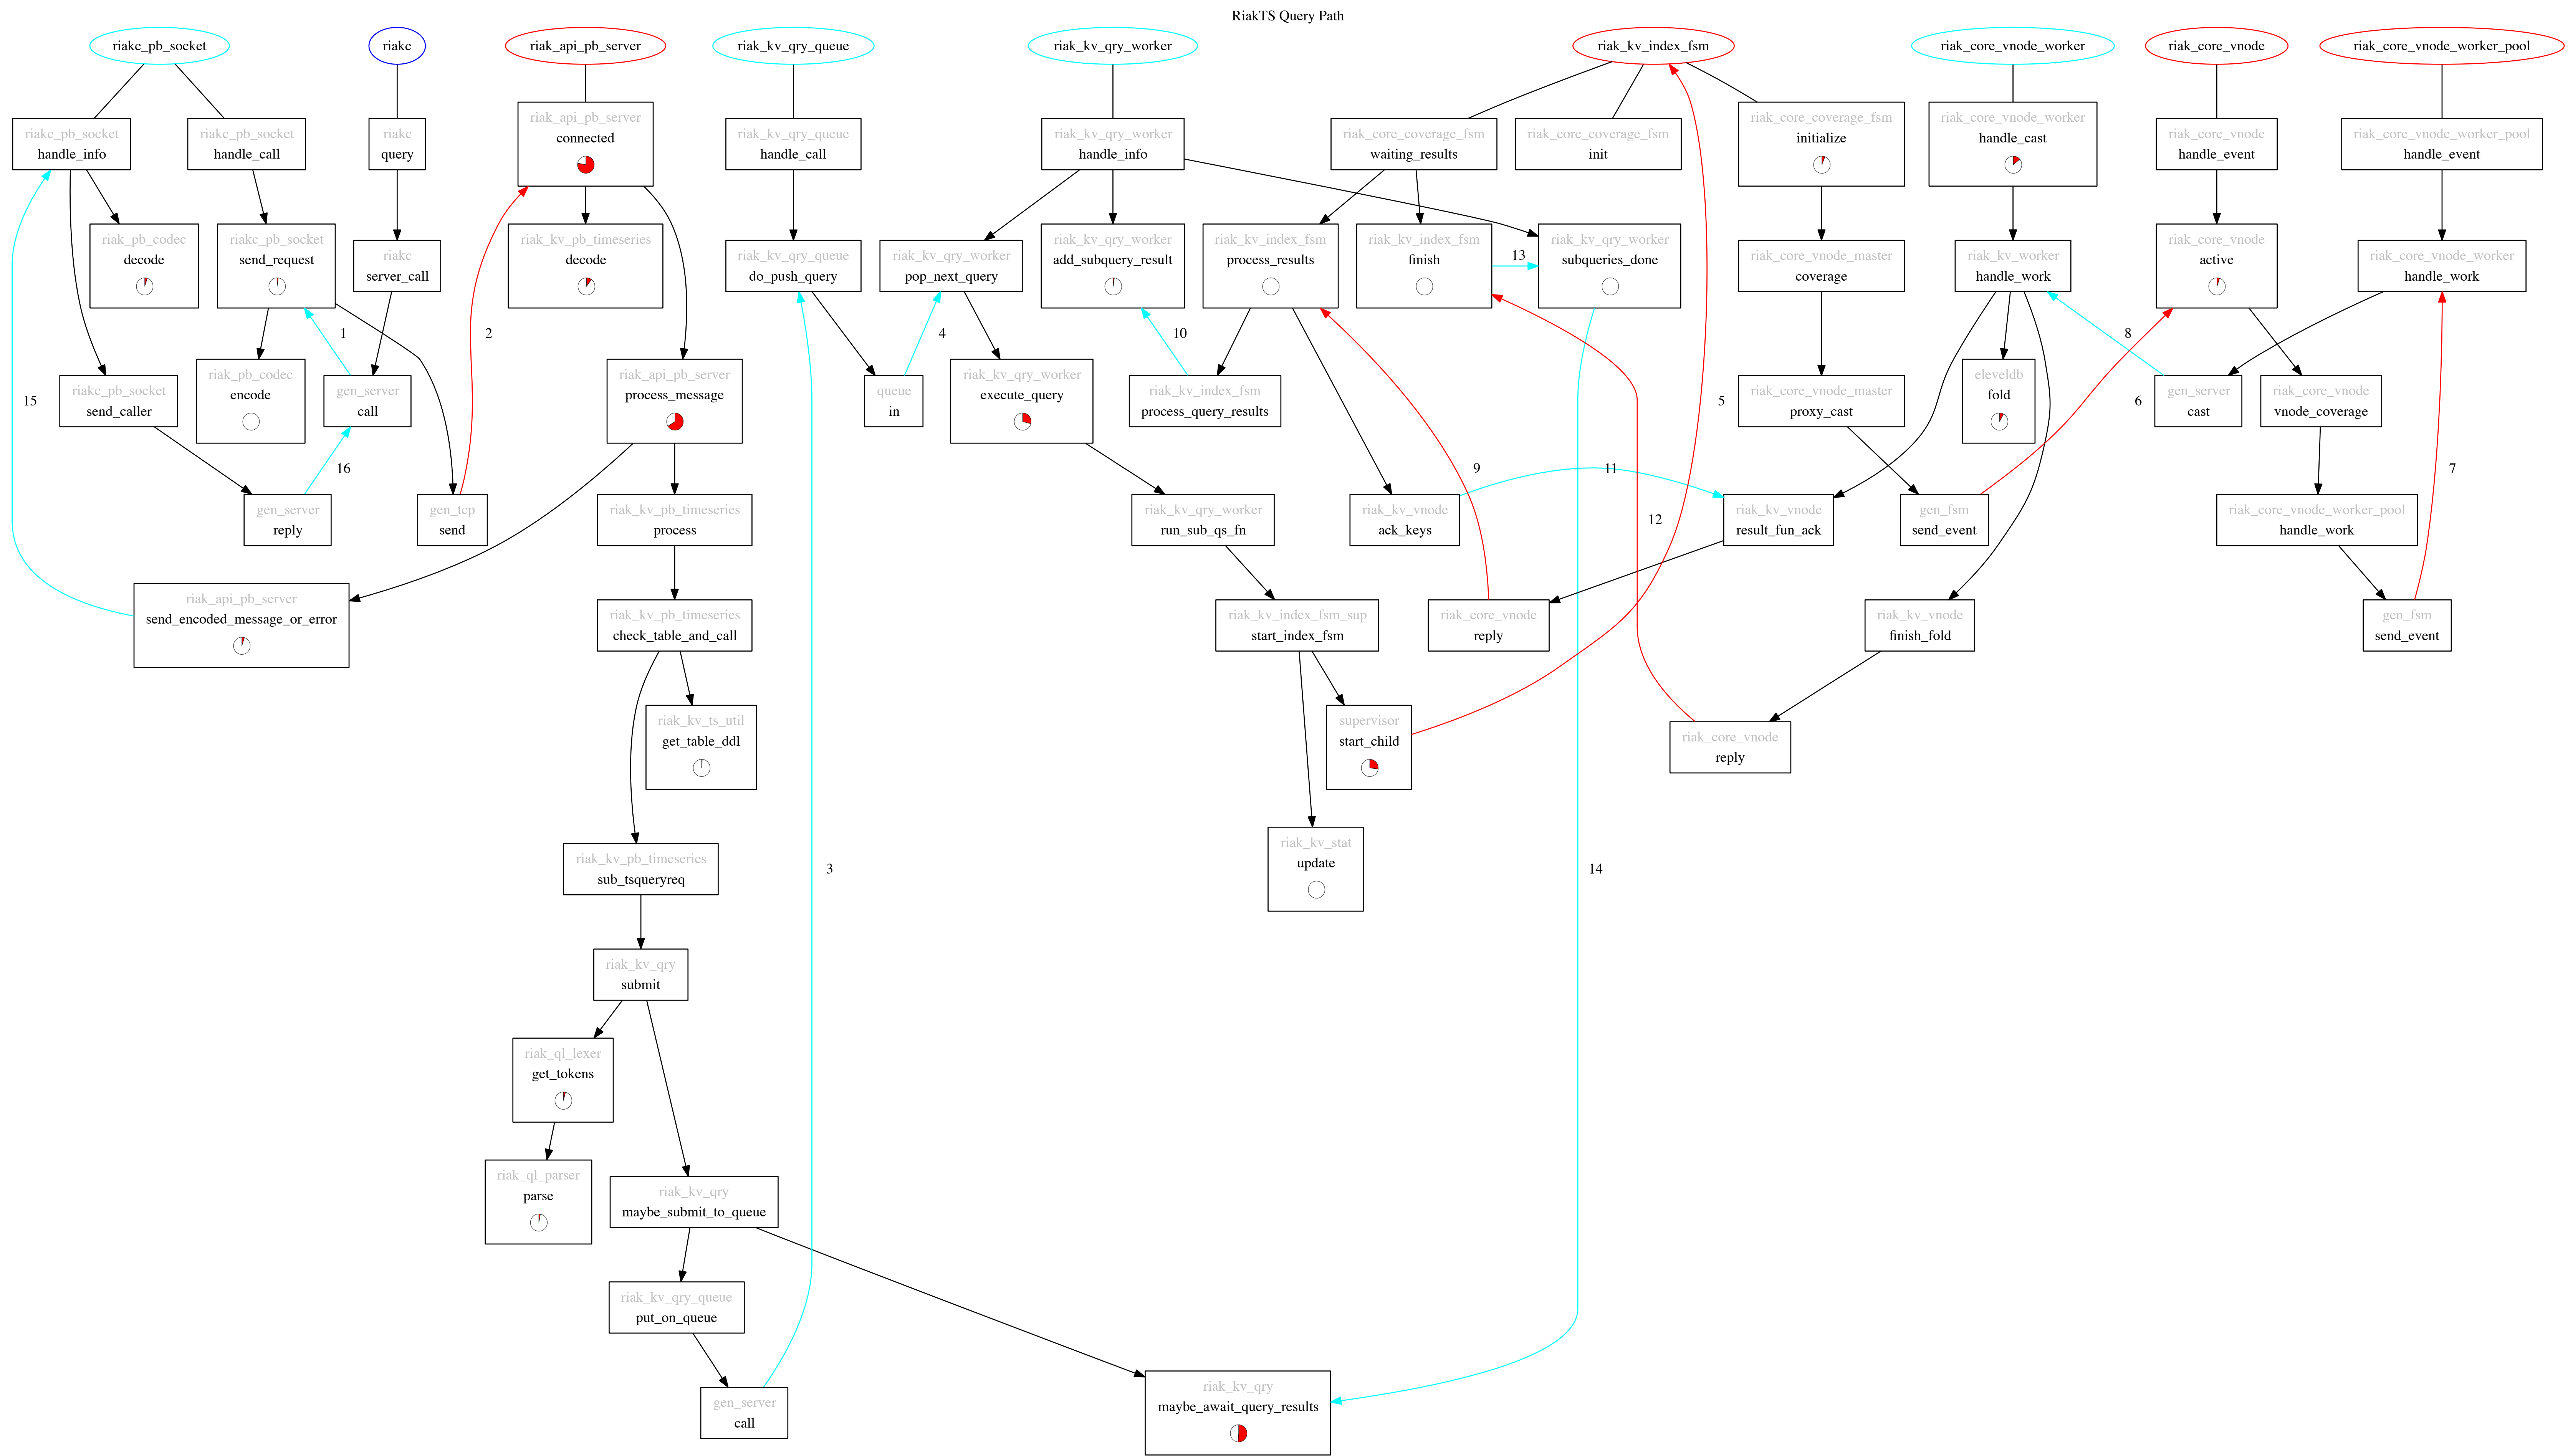 RiakTS Query Path
riakc_pb_socket
riakc
riak_api_pb_server
riak_kv_qry_queue
riak_kv_qry_worker
riak_kv_index_fsm
riak_core_vnode_worker
riak_core_vnode
riak_core_vnode_worker_pool
riakc_pb_socket
handle_info
riakc_pb_socket
handle_call
riakc
query
riak_api_pb_server
connected
riak_kv_qry_queue
handle_call
riak_kv_qry_worker
handle_info
riak_core_coverage_fsm
waiting_results
riak_core_coverage_fsm
init
riak_core_coverage_fsm
initialize
riak_core_vnode_worker
handle_cast
riak_core_vnode
handle_event
riak_core_vnode_worker_pool
handle_event
riak_pb_codec
decode
riakc_pb_socket
send_request
riakc
server_call
riak_kv_pb_timeseries
decode
riak_kv_qry_queue
do_push_query
riak_kv_qry_worker
pop_next_query
riak_kv_qry_worker
add_subquery_result
riak_kv_index_fsm
process_results
riak_kv_index_fsm
finish
13
riak_kv_qry_worker
subqueries_done
riak_core_vnode_master
coverage
riak_kv_worker
handle_work
riak_core_vnode
active
riak_core_vnode_worker
handle_work
1
2
4
10
8
15
riakc_pb_socket
send_caller
riak_pb_codec
encode
gen_server
call
riak_api_pb_server
process_message
queue
in
riak_kv_qry_worker
execute_query
riak_kv_index_fsm
process_query_results
5
riak_core_vnode_master
proxy_cast
eleveldb
fold
6
gen_server
cast
riak_core_vnode
vnode_coverage
16
9
11
7
gen_server
reply
gen_tcp
send
riak_kv_pb_timeseries
process
riak_kv_qry_worker
run_sub_qs_fn
riak_kv_vnode
ack_keys
12
riak_kv_vnode
result_fun_ack
gen_fsm
send_event
riak_core_vnode_worker_pool
handle_work
riak_api_pb_server
send_encoded_message_or_error
riak_kv_pb_timeseries
check_table_and_call
riak_kv_index_fsm_sup
start_index_fsm
riak_core_vnode
reply
riak_kv_vnode
finish_fold
gen_fsm
send_event
riak_kv_ts_util
get_table_ddl
supervisor
start_child
riak_core_vnode
reply
riak_kv_pb_timeseries
sub_tsqueryreq
3
riak_kv_stat
update
14
riak_kv_qry
submit
riak_ql_lexer
get_tokens
riak_ql_parser
parse
riak_kv_qry
maybe_submit_to_queue
riak_kv_qry_queue
put_on_queue
gen_server
call
riak_kv_qry
maybe_await_query_results